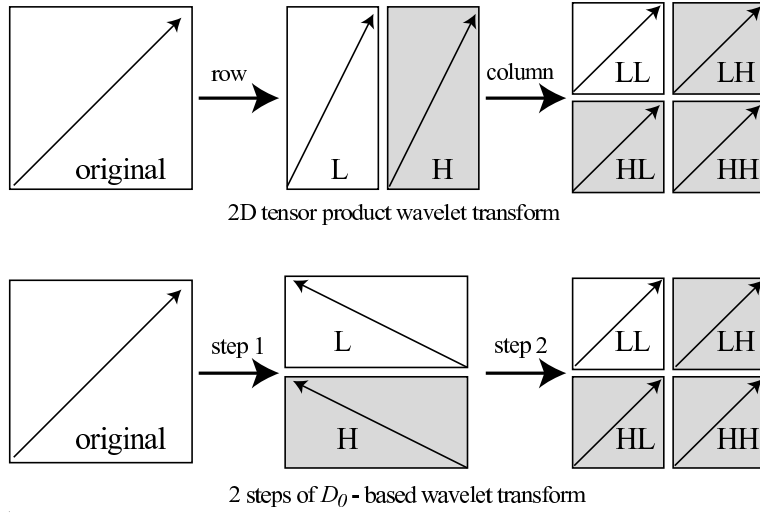 row
column
original
L
H
LL
LH
HL
HH
2D tensor product wavelet transform
step 1
step 2
original
L
H
LL
LH
HL
HH
2 steps of D0 - based wavelet transform